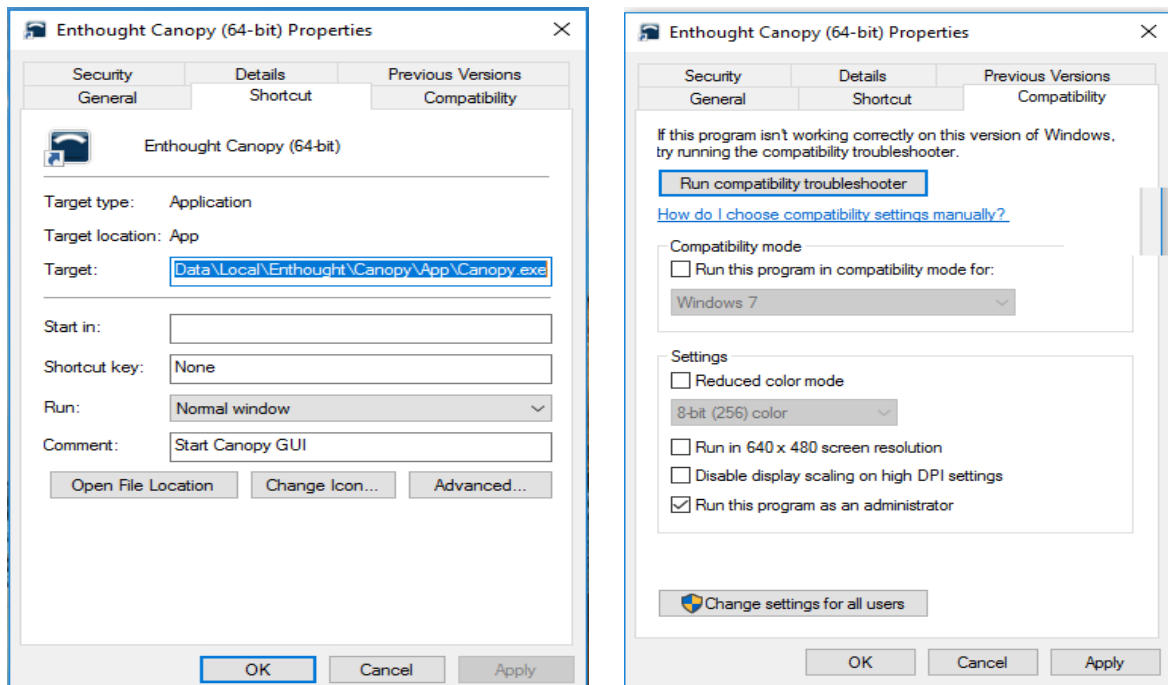 Enthought Canopy (64-bit) Properties
Security Details Previous Versions
General Shortcut Compatibility
Enthought Canopy (64-bit)
Target type: Application
Target location: App
Target: Data\Local\Enthought\Canopy\App\Canopy.exe
Start in:
Shortcut key: None
Run: Normal window
Comment: Start Canopy GUI
Open File Location Change Icon... Advanced...
OK Cancel Apply
Enthought Canopy (64-bit) Properties
Security Details Previous Versions
General Shortcut Compatibility
If this program isn't working correctly on this version of Windows,
try running the compatibility troubleshooter.
Run compatibility troubleshooter
How do I choose compatibility settings manually?
Compatibility mode
Run this program in compatibility mode for:
Windows 7
Settings
Reduced color mode
8-bit (256) color
Run in 640 x 480 screen resolution
Disable display scaling on high DPI settings
Run this program as an administrator
Change settings for all users
OK Cancel Apply